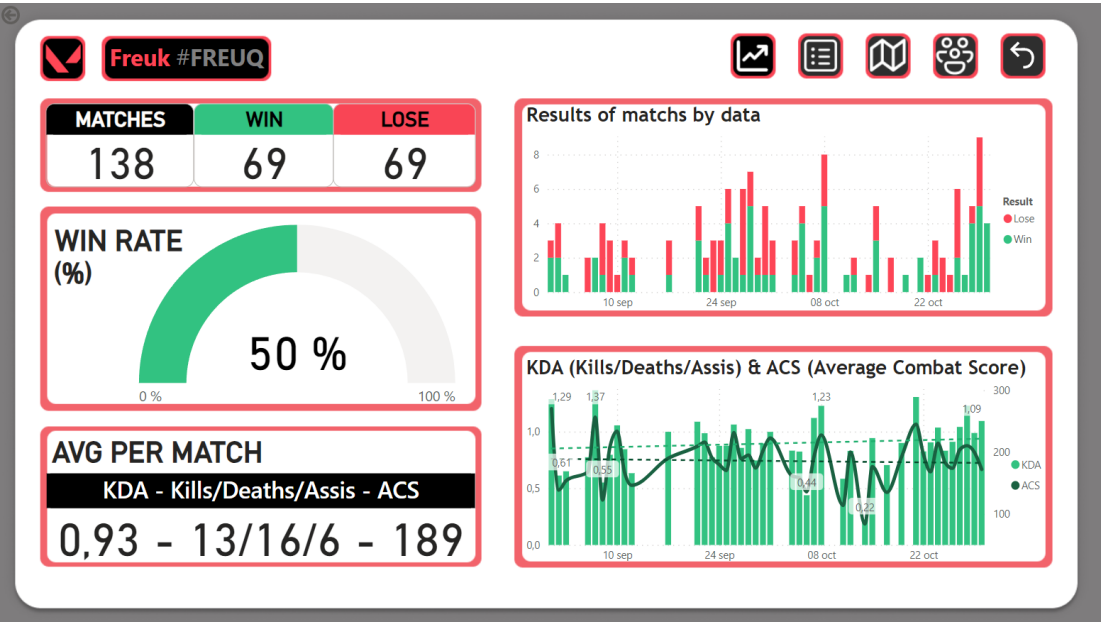 Freuk #FREUQ
MATCHES WIN LOSE
138 69 69
WIN RATE
(%)
50 %
0 % 100 %
AVG PER MATCH
KDA - Kills/Deaths/Assis - ACS
0,93 - 13/16/6 - 189
Results of matchs by data
8
6
4
2
0
10 sep 24 sep 08 oct 22 oct
Result
Lose
Win
KDA (Kills/Deaths/Assis) & ACS (Average Combat Score)
1,29 1,37 1,23 1,09
0,61 0,55 0,44 0,22
1,0
0,5
0,0
300
200
100
10 sep 24 sep 08 oct 22 oct
KDA
ACS